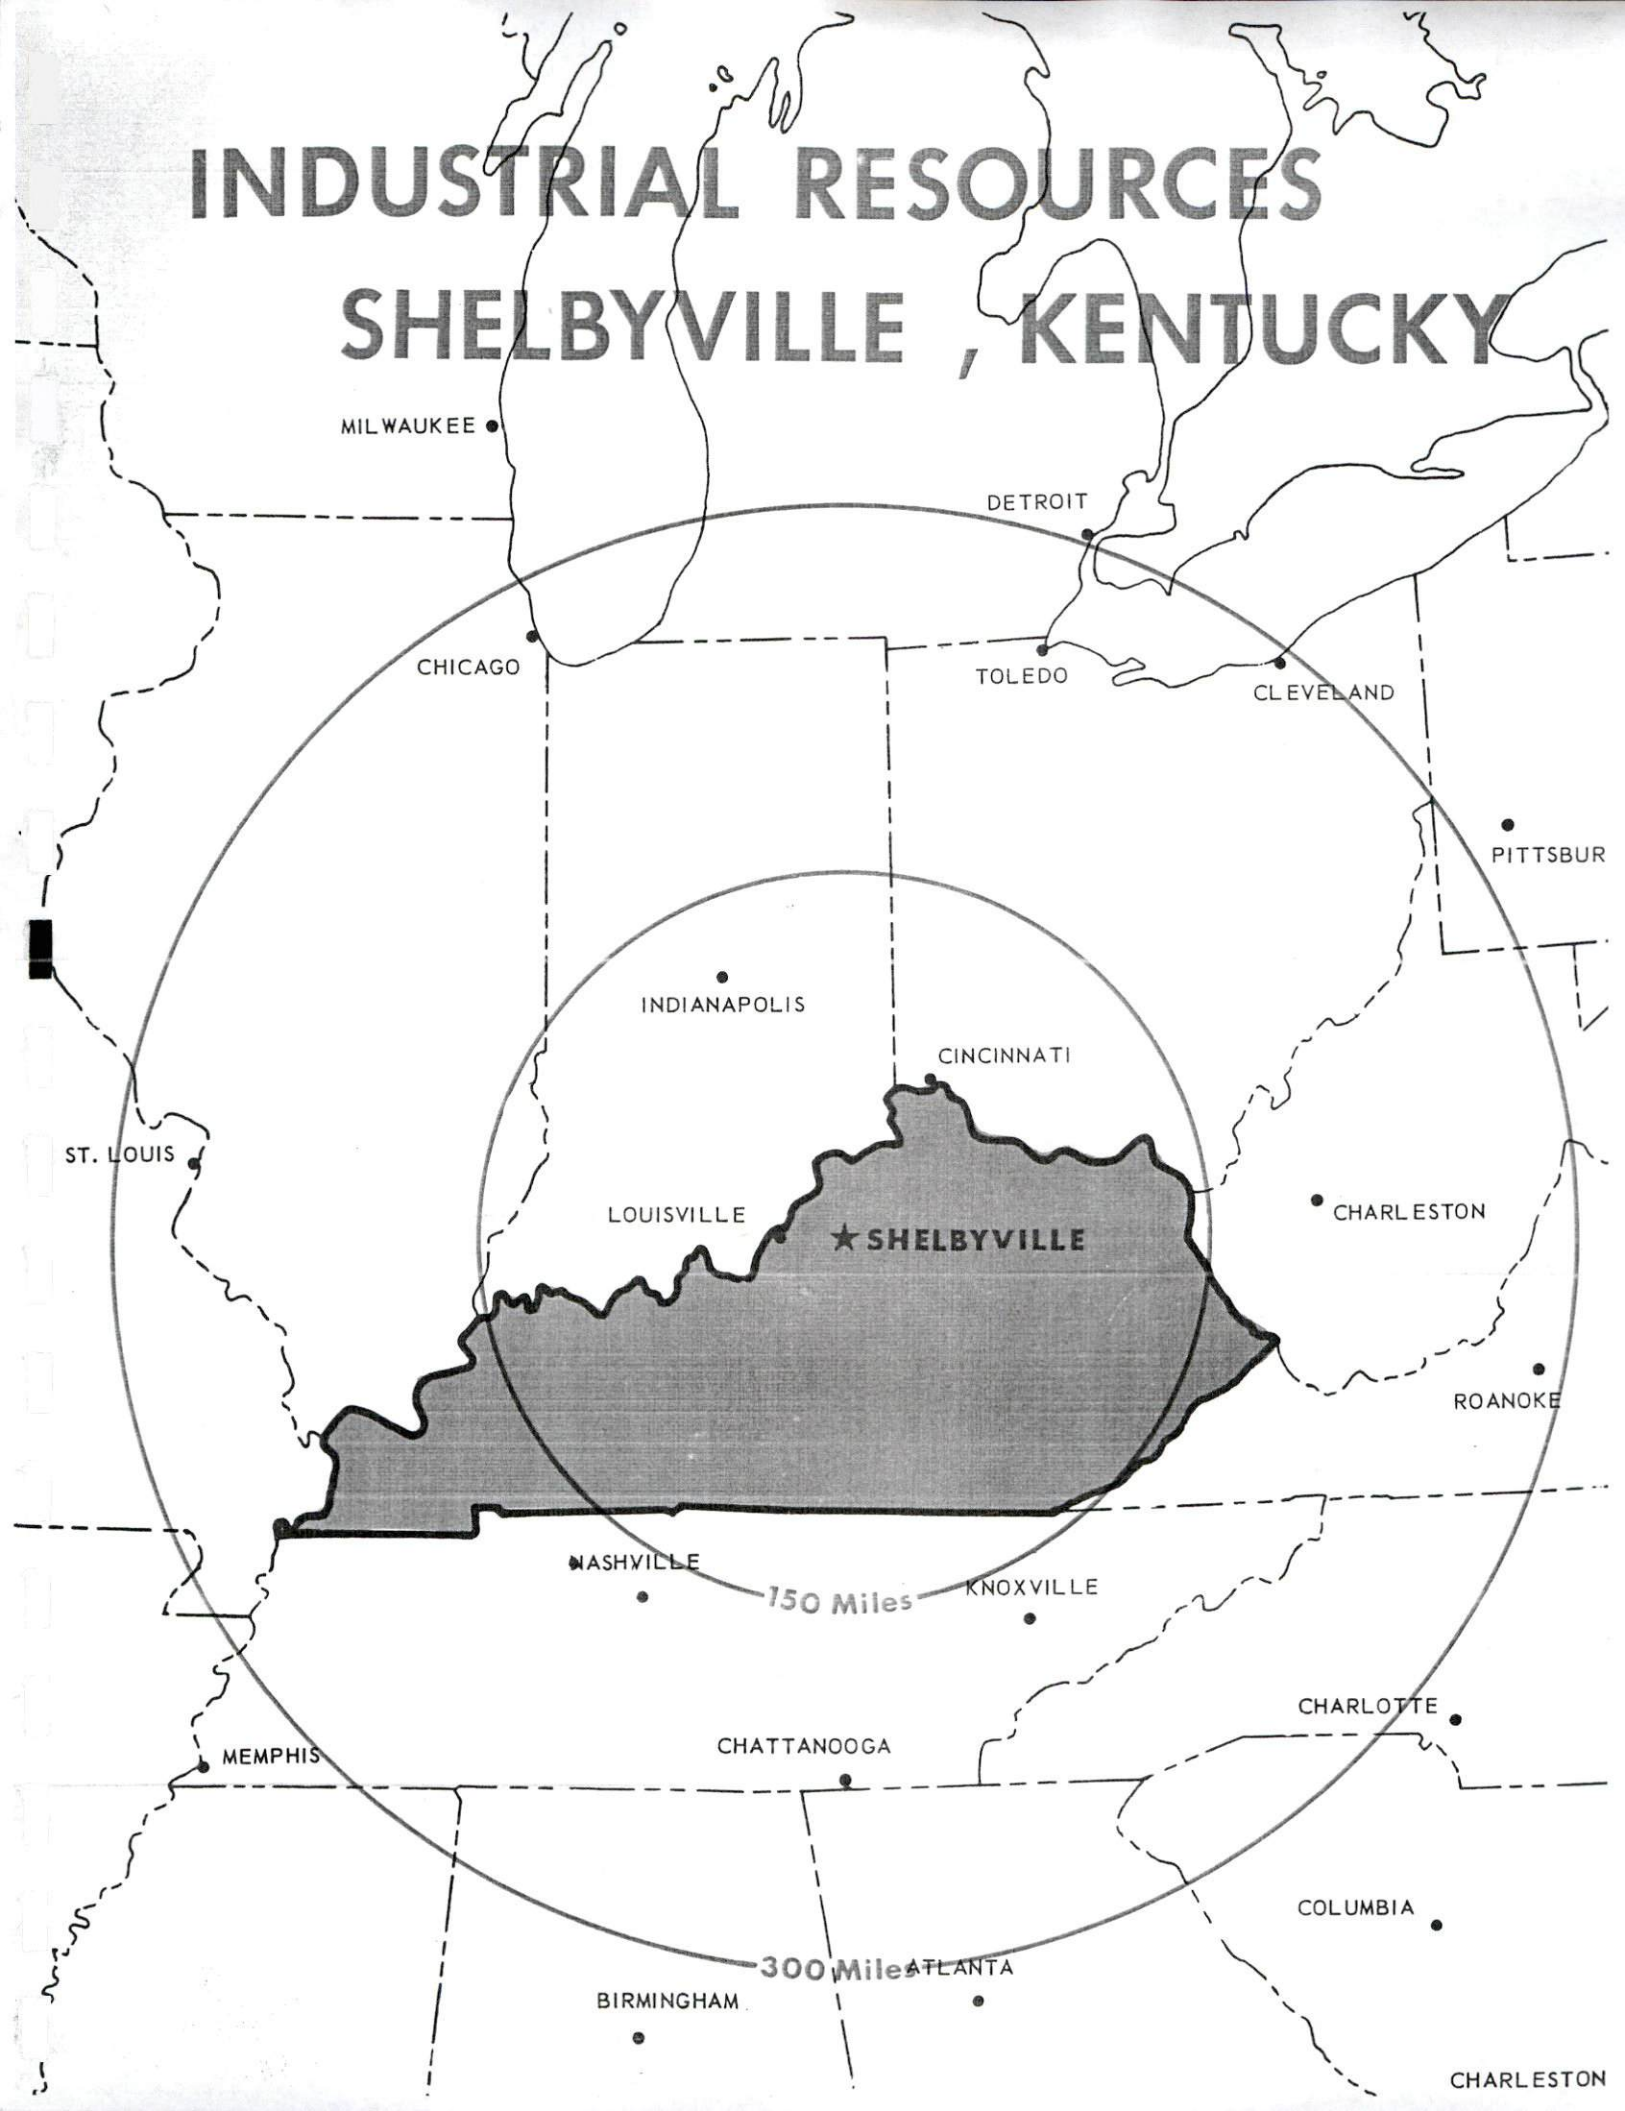 INDUSTRIAL RESOURCES
SHELBYVILLE, KENTUCKY
MILWAUKEE
DETROIT
CHICAGO
TOLEDO
CLEVELAND
PITTSBUR
INDIANAPOLIS
CINCINNATI
ST. LOUIS
LOUISVILLE
CHARLESTON
SHELBYVILLE
ROANOKE
NASHVILLE
KNOXVILLE
150 Miles
CHARLOTTE
CHATTANOOGA
MEMPHIS
COLUMBIA
300 Miles
ATLANTA
BIRMINGHAM
CHARLESTON